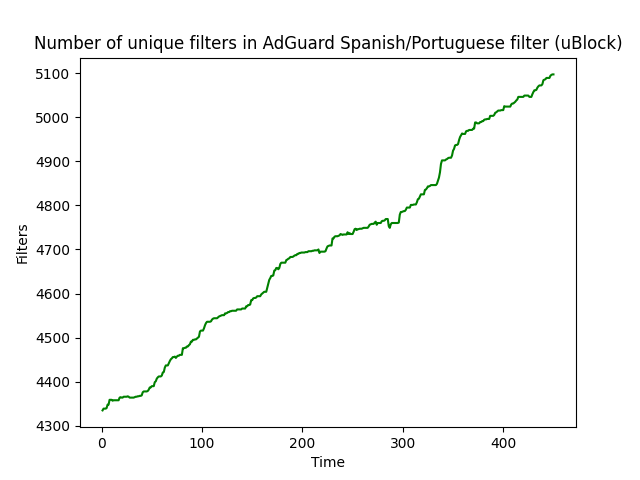 Number of unique filters in AdGuard Spanish/Portuguese filter (uBlock)
5100
5000
4900
4800
4700
4600
4500
4400
4300
Filters
0 100 200 300 400
Time